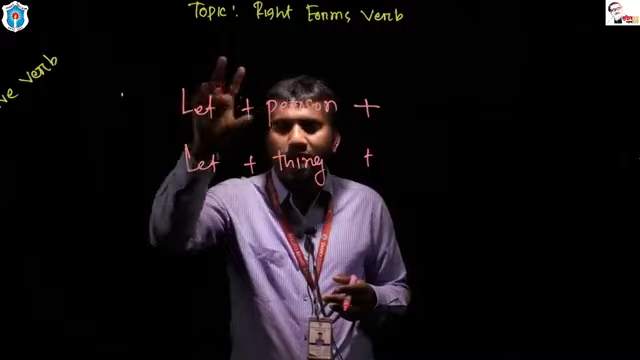 Topic: Right Forms Verb
ve verb
Let + person +
Let + thing +